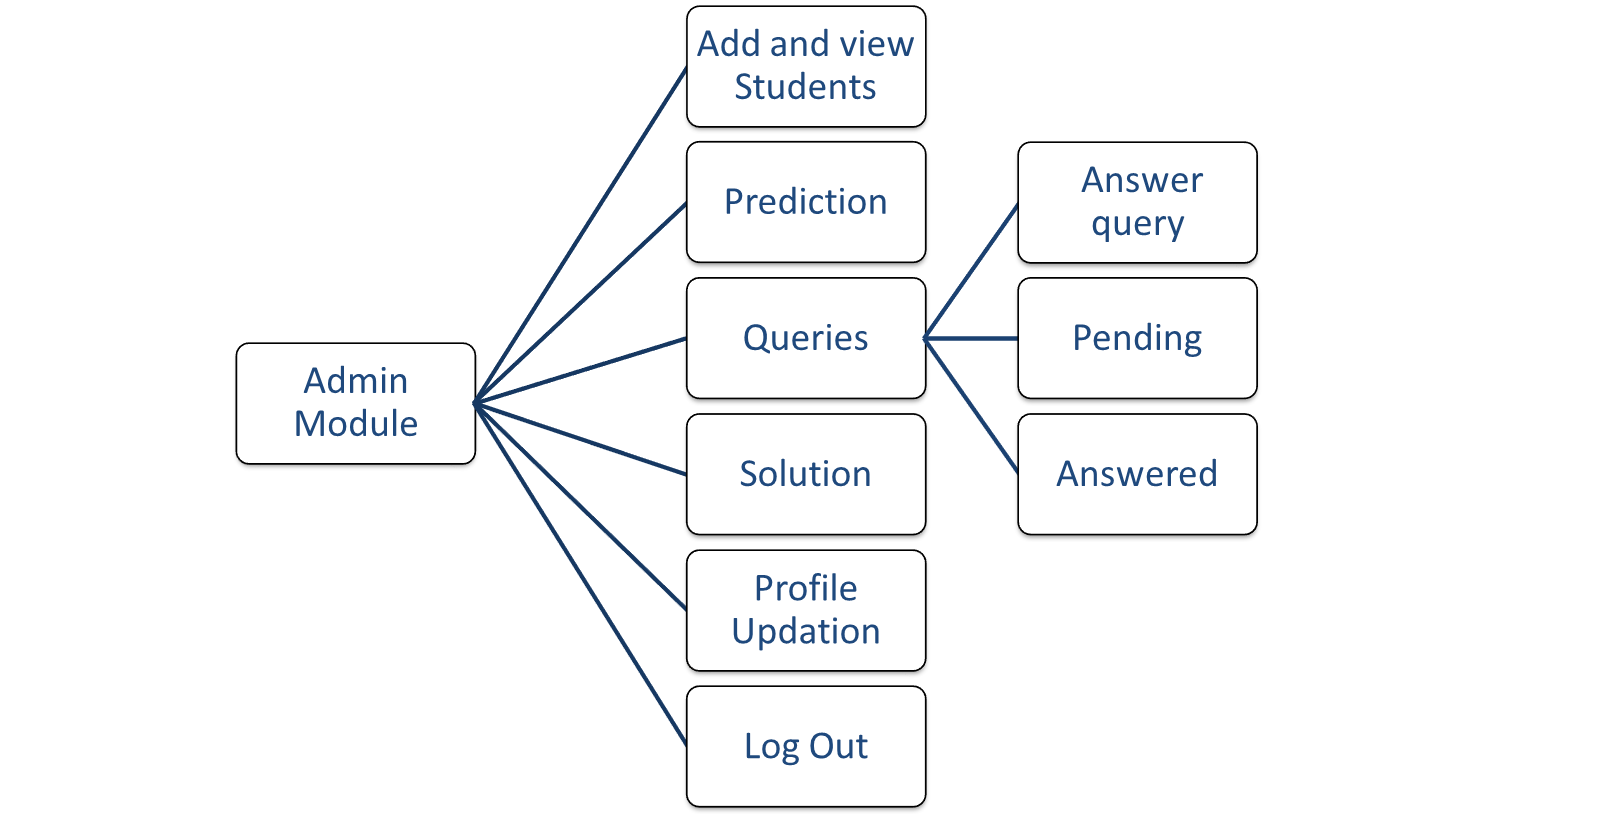 Add and view
Students
Prediction
Answer
query
Queries
Pending
Admin
Module
Solution
Answered
Profile
Updation
Log Out